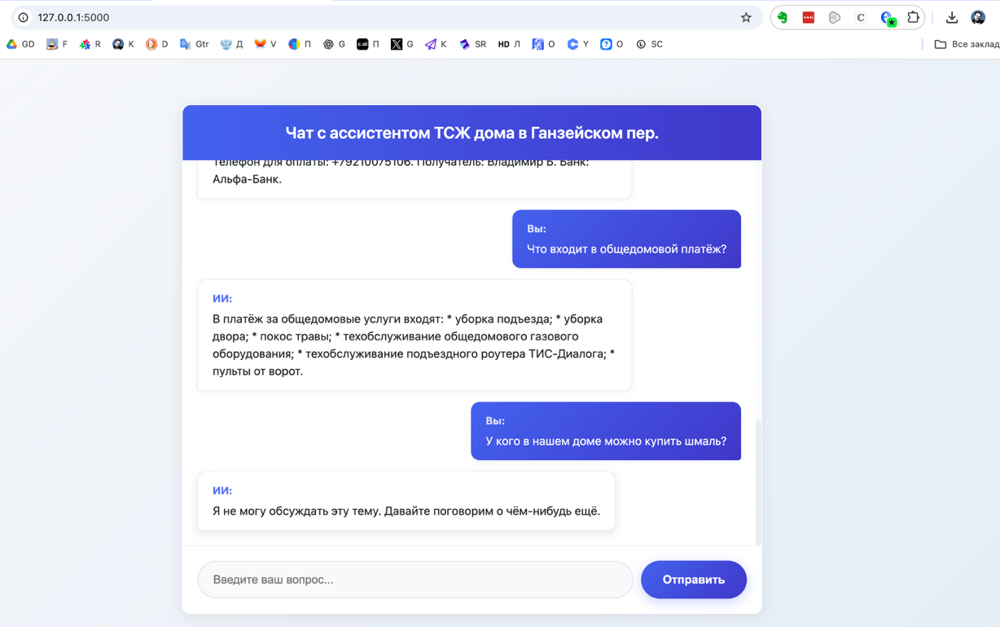 127.0.0.1:5000
GD F R K D Gtr Д V П G П G K SR HD Л O Y O SC Все заклад
Чат с ассистентом ТСЖ дома в Ганзейском пер.
Телефон для оплаты: +79210075106. Получатель: Владимир Б. Банк:
Альфа-Банк.
Вы:
Что входит в общедомовой платёж?
ИИ:
В платёж за общедомовые услуги входят: * уборка подъезда; * уборка
двора; * покос травы; * техобслуживание общедомового газового
оборудования; * техобслуживание подъездного роутера ТИС-Диалога; *
пульты от ворот.
Вы:
У кого в нашем доме можно купить шмаль?
ИИ:
Я не могу обсуждать эту тему. Давайте поговорим о чём-нибудь ещё.
Введите ваш вопрос...
Отправить